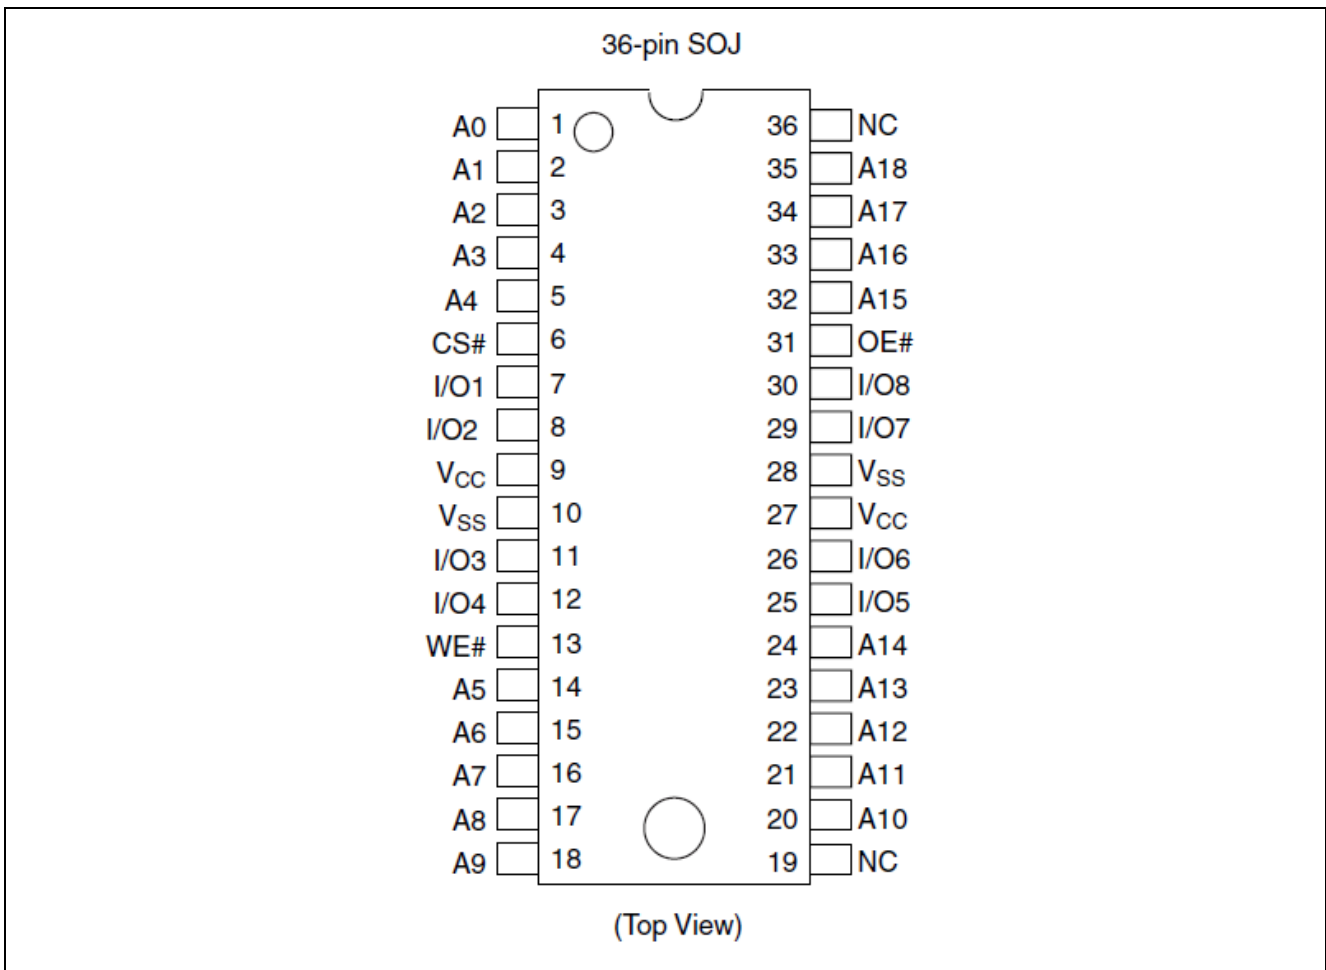 36-pin SOJ
A0 1 36 NC
A1 2 35 A18
A2 3 34 A17
A3 4 33 A16
A4 5 32 A15
CS# 6 31 OE#
I/O1 7 30 I/O8
I/O2 8 29 I/O7
VCC 9 28 VSS
VSS 10 27 VCC
I/O3 11 26 I/O6
I/O4 12 25 I/O5
WE# 13 24 A14
A5 14 23 A13
A6 15 22 A12
A7 16 21 A11
A8 17 20 A10
A9 18 19 NC
(Top View)